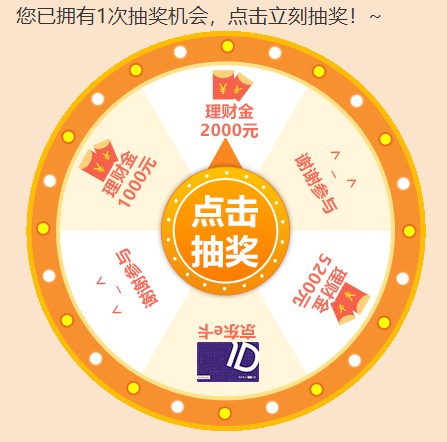 您已拥有1次抽奖机会，点击立刻抽奖！~
理财金
2000元
谢谢参与
>_<
理财金
5200元
京东e卡
JD
谢谢参与
>_<
理财金
1000元
点击
抽奖